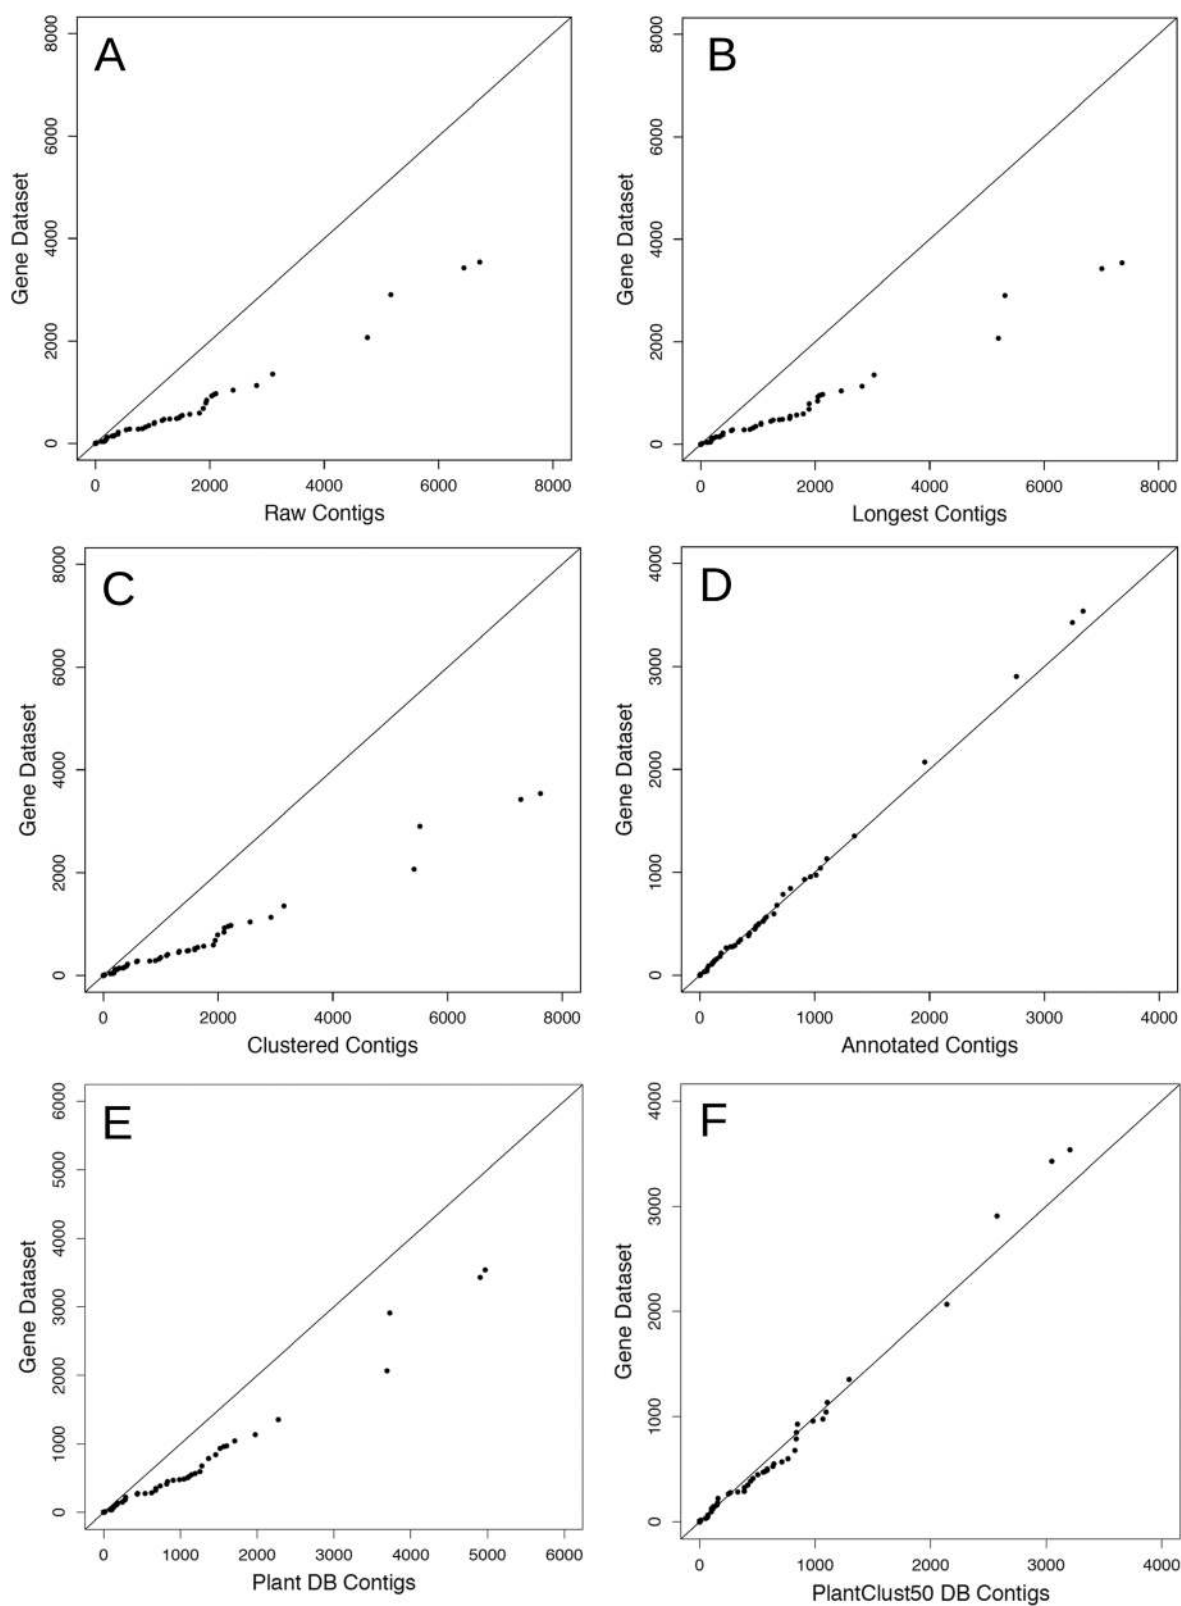 A
Gene Dataset
0 2000 4000 6000 8000
0 2000 4000 6000 8000
Raw Contigs
B
Gene Dataset
0 2000 4000 6000 8000
0 2000 4000 6000 8000
Longest Contigs
C
Gene Dataset
0 2000 4000 6000 8000
0 2000 4000 6000 8000
Clustered Contigs
D
Gene Dataset
0 1000 2000 3000 4000
0 1000 2000 3000 4000
Annotated Contigs
E
Gene Dataset
0 1000 2000 3000 4000 5000 6000
0 1000 2000 3000 4000 5000 6000
Plant DB Contigs
F
Gene Dataset
0 1000 2000 3000 4000
0 1000 2000 3000 4000
PlantClust50 DB Contigs